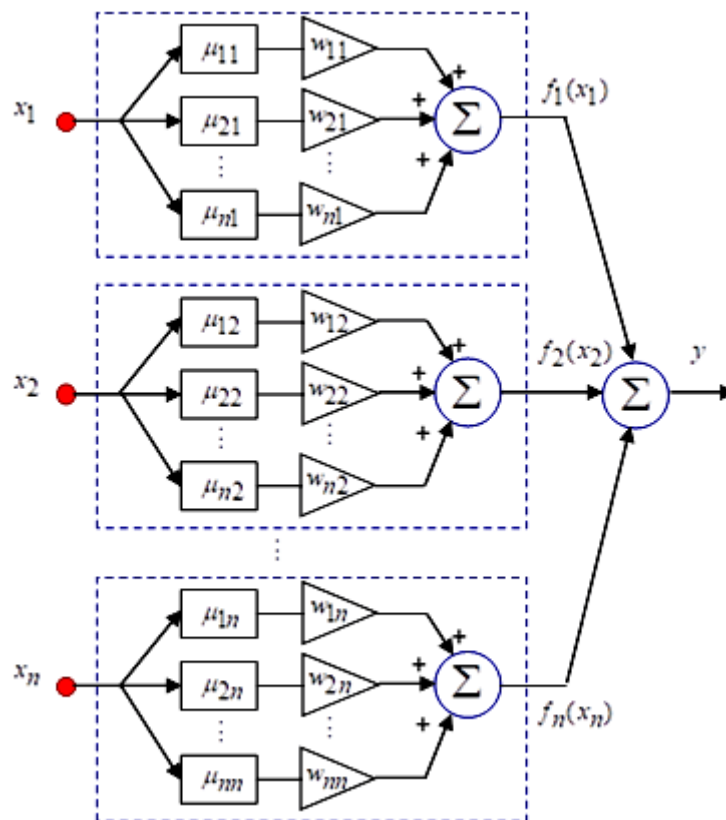 x₁
μ₁₁ w₁₁ +
μ₂₁ w₂₁ + Σ f₁(x₁)
⋮ ⋮
μₙ₁ wₙ₁ +
x₂
μ₁₂ w₁₂ +
μ₂₂ w₂₂ + Σ f₂(x₂) Σ y
⋮ ⋮
μₙ₂ wₙ₂ +
⋮
xₙ
μ₁ₙ w₁ₙ +
μ₂ₙ w₂ₙ + Σ fₙ(xₙ)
⋮ ⋮
μₙₙ wₙₙ +